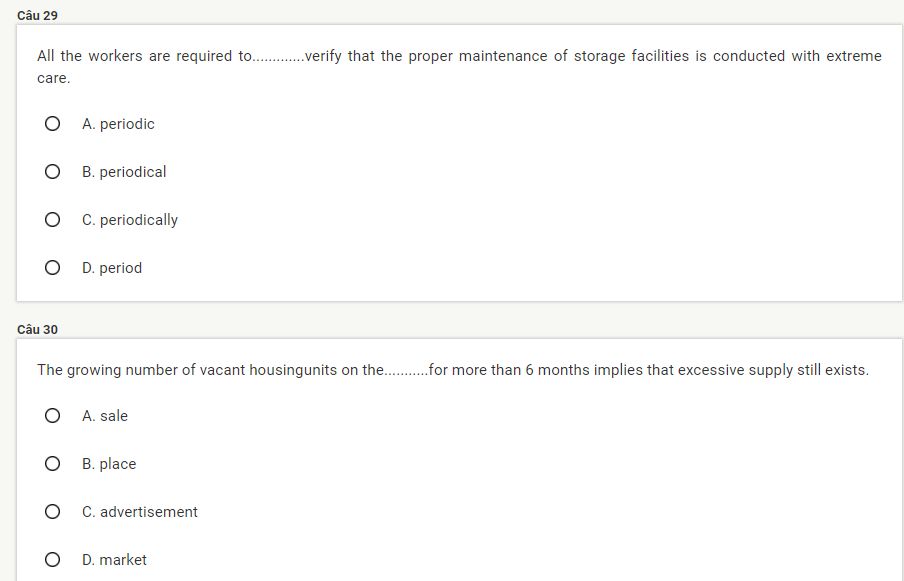 Câu 29
All the workers are required to.............verify that the proper maintenance of storage facilities is conducted with extreme
care.
A. periodic
B. periodical
C. periodically
D. period
Câu 30
The growing number of vacant housingunits on the...........for more than 6 months implies that excessive supply still exists.
A. sale
B. place
C. advertisement
D. market